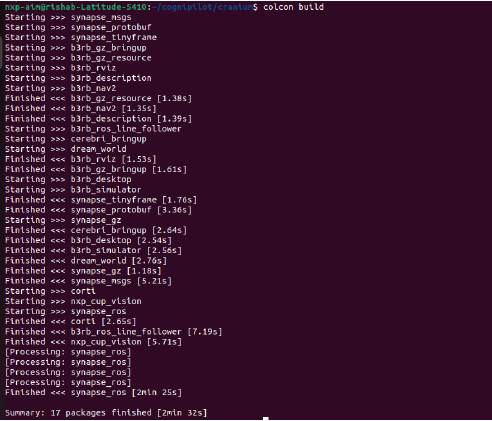 nxp-aim@rishab-Latitude-5410:~/cognipilot/cranium$ colcon build
Starting >>> synapse_msgs
Starting >>> synapse_protobuf
Starting >>> synapse_tinyframe
Starting >>> b3rb_gz_bringup
Starting >>> b3rb_gz_resource
Starting >>> b3rb_rviz
Starting >>> b3rb_description
Starting >>> b3rb_nav2
Finished <<< b3rb_gz_resource [1.38s]
Finished <<< b3rb_nav2 [1.35s]
Finished <<< b3rb_description [1.39s]
Starting >>> b3rb_ros_line_follower
Starting >>> cerebri_bringup
Starting >>> dream_world
Finished <<< b3rb_rviz [1.53s]
Finished <<< b3rb_gz_bringup [1.61s]
Starting >>> b3rb_desktop
Starting >>> b3rb_simulator
Finished <<< synapse_tinyframe [1.76s]
Finished <<< synapse_protobuf [3.36s]
Starting >>> synapse_gz
Finished <<< cerebri_bringup [2.64s]
Finished <<< b3rb_desktop [2.54s]
Finished <<< b3rb_simulator [2.56s]
Finished <<< dream_world [2.76s]
Finished <<< synapse_gz [1.18s]
Finished <<< synapse_msgs [5.21s]
Starting >>> corti
Starting >>> nxp_cup_vision
Starting >>> synapse_ros
Finished <<< corti [2.65s]
Finished <<< b3rb_ros_line_follower [7.19s]
Finished <<< nxp_cup_vision [5.71s]
[Processing: synapse_ros]
[Processing: synapse_ros]
[Processing: synapse_ros]
[Processing: synapse_ros]
Finished <<< synapse_ros [2min 25s]
Summary: 17 packages finished [2min 32s]